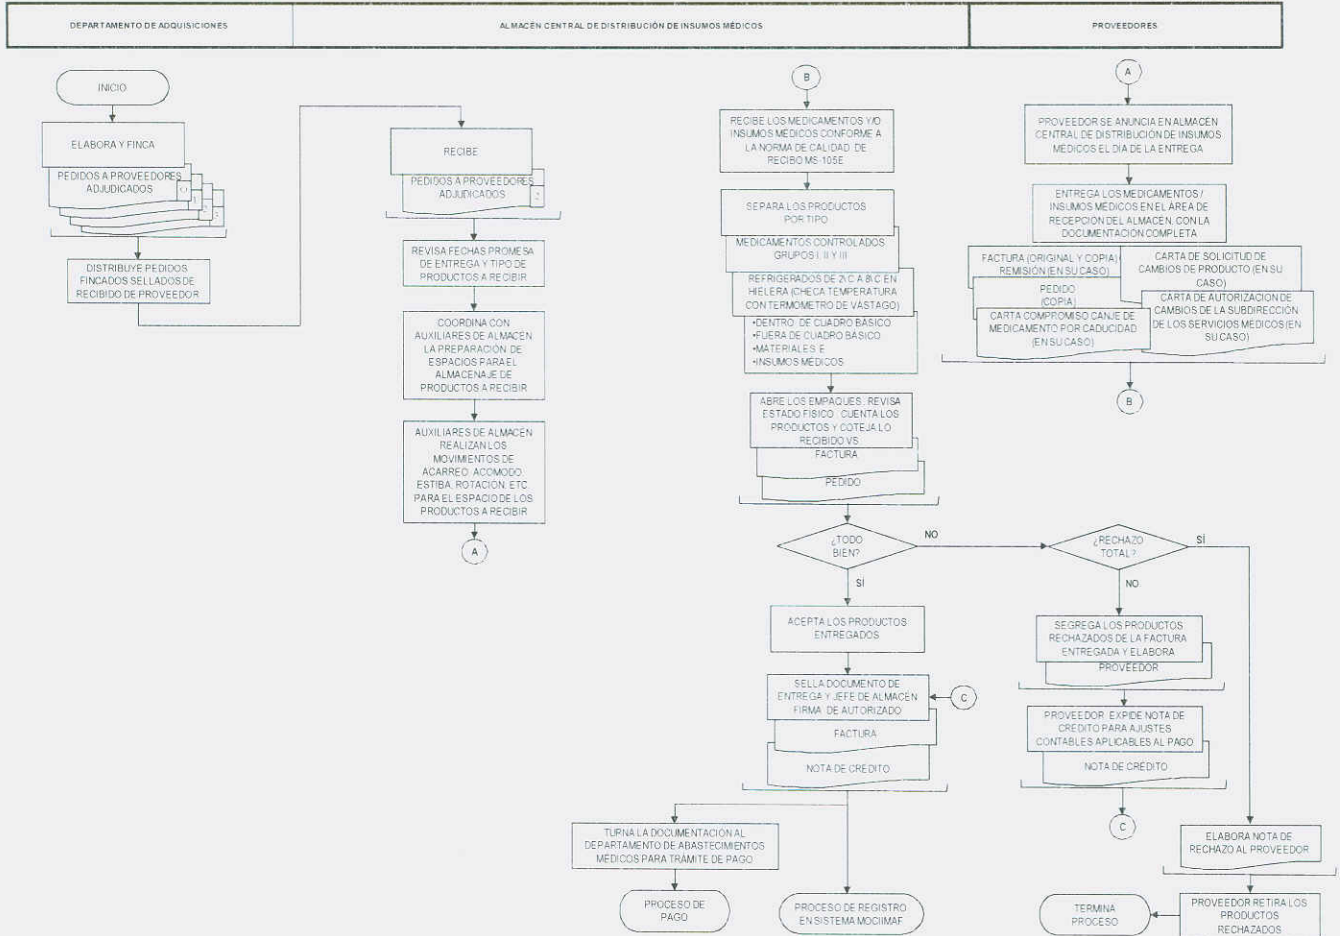 DEPARTAMENTO DE ADQUISICIONES
ALMACÉN CENTRAL DE DISTRIBUCIÓN DE INSUMOS MÉDICOS
PROVEEDORES
INICIO
ELABORA Y FINCA
PEDIDOS A PROVEEDORES
ADJUDICADOS
DISTRIBUYE PEDIDOS
FINCADOS SELLADOS DE
RECIBIDO DE PROVEEDOR
RECIBE
PEDIDOS A PROVEEDORES
ADJUDICADOS
REVISA FECHAS PROMESA
DE ENTREGA Y TIPO DE
PRODUCTOS A RECIBIR
COORDINA CON
AUXILIARES DE ALMACÉN
LA PREPARACIÓN DE
ESPACIOS PARA EL
ALMACENAJE DE
PRODUCTOS A RECIBIR
AUXILIARES DE ALMACÉN
REALIZAN LOS
MOVIMIENTOS DE
ACARREO, ACOMODO,
ESTIBA, ROTACIÓN, ETC.
PARA EL ESPACIO DE LOS
PRODUCTOS A RECIBIR
A
B
RECIBE LOS MEDICAMENTOS Y/O
INSUMOS MÉDICOS CONFORME A
LA NORMA DE CALIDAD DE
RECIBO MS-105E
SEPARA LOS PRODUCTOS
POR TIPO
MEDICAMENTOS CONTROLADOS
GRUPOS I, II Y III
REFRIGERADOS DE 2\C A 8\C EN
HIELERA (CHECA TEMPERATURA
CON TERMOMETRO DE VÁSTAGO)
•DENTRO DE CUADRO BÁSICO
•FUERA DE CUADRO BÁSICO
•MATERIALES E
•INSUMOS MÉDICOS
ABRE LOS EMPAQUES, REVISA
ESTADO FÍSICO, CUENTA LOS
PRODUCTOS Y COTEJA LO
RECIBIDO VS
FACTURA
PEDIDO
¿TODO
BIEN?
NO
SÍ
ACEPTA LOS PRODUCTOS
ENTREGADOS
SELLA DOCUMENTO DE
ENTREGA Y JEFE DE ALMACÉN
FIRMA DE AUTORIZADO
C
FACTURA
NOTA DE CRÉDITO
TURNA LA DOCUMENTACIÓN AL
DEPARTAMENTO DE ABASTECIMIENTOS
MÉDICOS PARA TRÁMITE DE PAGO
PROCESO DE
PAGO
PROCESO DE REGISTRO
EN SISTEMA MOCIIMAF
A
PROVEEDOR SE ANUNCIA EN ALMACÉN
CENTRAL DE DISTRIBUCIÓN DE INSUMOS
MÉDICOS EL DÍA DE LA ENTREGA
ENTREGA LOS MEDICAMENTOS /
INSUMOS MÉDICOS EN EL ÁREA DE
RECEPCIÓN DEL ALMACÉN, CON LA
DOCUMENTACIÓN COMPLETA
FACTURA (ORIGINAL Y COPIA)
REMISIÓN (EN SU CASO)
PEDIDO
(COPIA)
CARTA COMPROMISO CANJE DE
MEDICAMENTO POR CADUCIDAD
(EN SU CASO)
CARTA DE SOLICITUD DE
CAMBIOS DE PRODUCTO (EN SU
CASO)
CARTA DE AUTORIZACION DE
CAMBIOS DE LA SUBDIRECCIÓN
DE LOS SERVICIOS MÉDICOS (EN
SU CASO)
B
¿RECHAZO
TOTAL?
SÍ
NO
SEGREGA LOS PRODUCTOS
RECHAZADOS DE LA FACTURA
ENTREGADA Y ELABORA
PROVEEDOR
PROVEEDOR EXPIDE NOTA DE
CRÉDITO PARA AJUSTES
CONTABLES APLICABLES AL PAGO
NOTA DE CRÉDITO
C
ELABORA NOTA DE
RECHAZO AL PROVEEDOR
PROVEEDOR RETIRA LOS
PRODUCTOS
RECHAZADOS
TERMINA
PROCESO